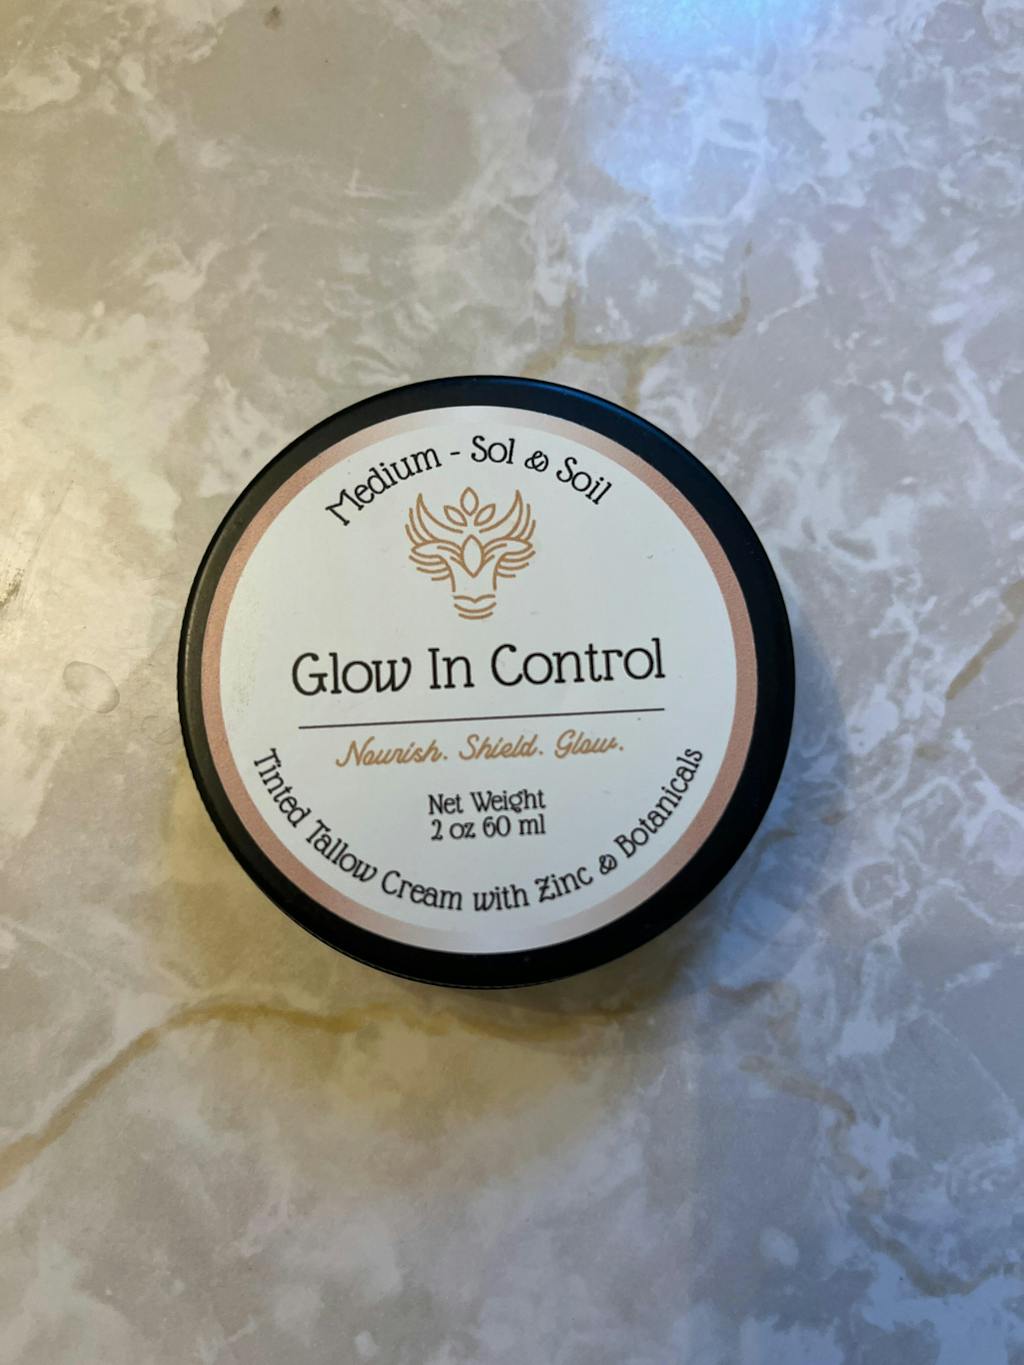 Medium - Sol & Soil
Glow In Control
Nourish. Shield. Glow.
Net Weight
2 oz 60 ml
Tinted Tallow Cream with Zinc & Botanicals